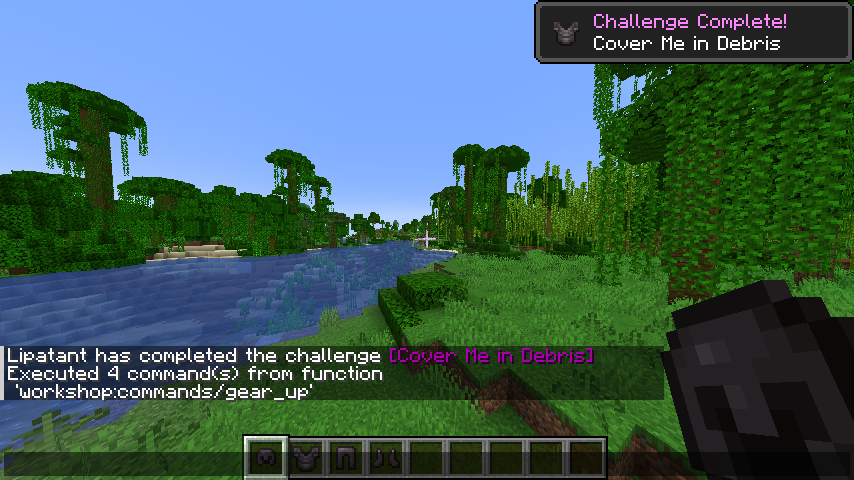 Challenge Complete!
Cover Me in Debris
Lipatant has completed the challenge [Cover Me in Debris]
Executed 4 command(s) from function
'workshop:commands/gear_up'